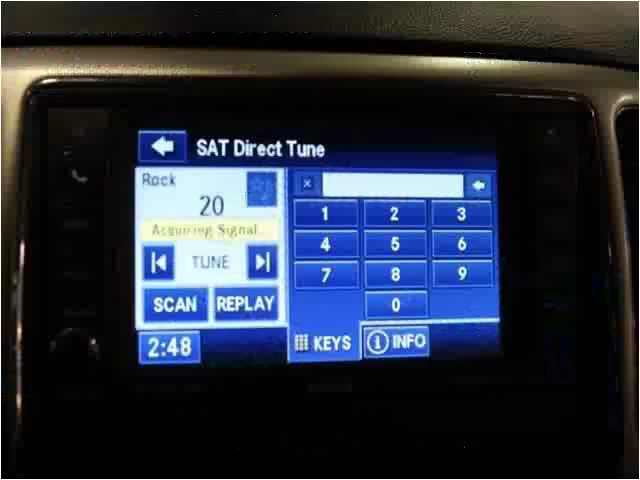 SAT Direct Tune
Rock
20
Acquiring Signal..
TUNE
SCAN REPLAY
2:48
×
1 2 3
4 5 6
7 8 9
0
KEYS
i INFO